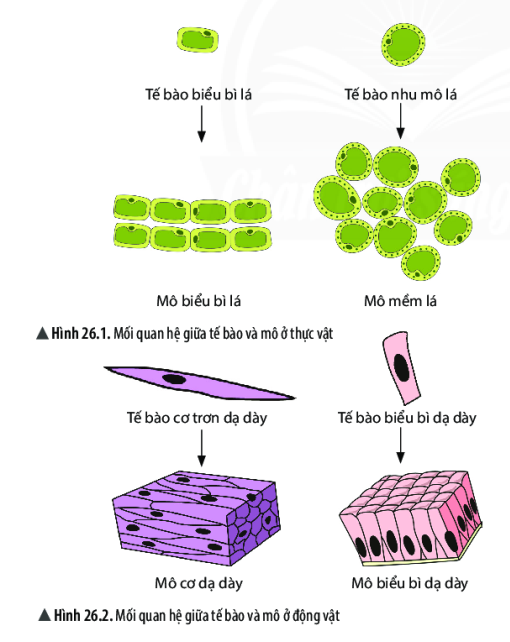 Tế bào biểu bì lá
Tế bào nhu mô lá
Mô biểu bì lá
Mô mềm lá
▲ Hình 26.1. Mối quan hệ giữa tế bào và mô ở thực vật
Tế bào cơ trơn dạ dày
Tế bào biểu bì dạ dày
Mô cơ dạ dày
Mô biểu bì dạ dày
▲ Hình 26.2. Mối quan hệ giữa tế bào và mô ở động vật